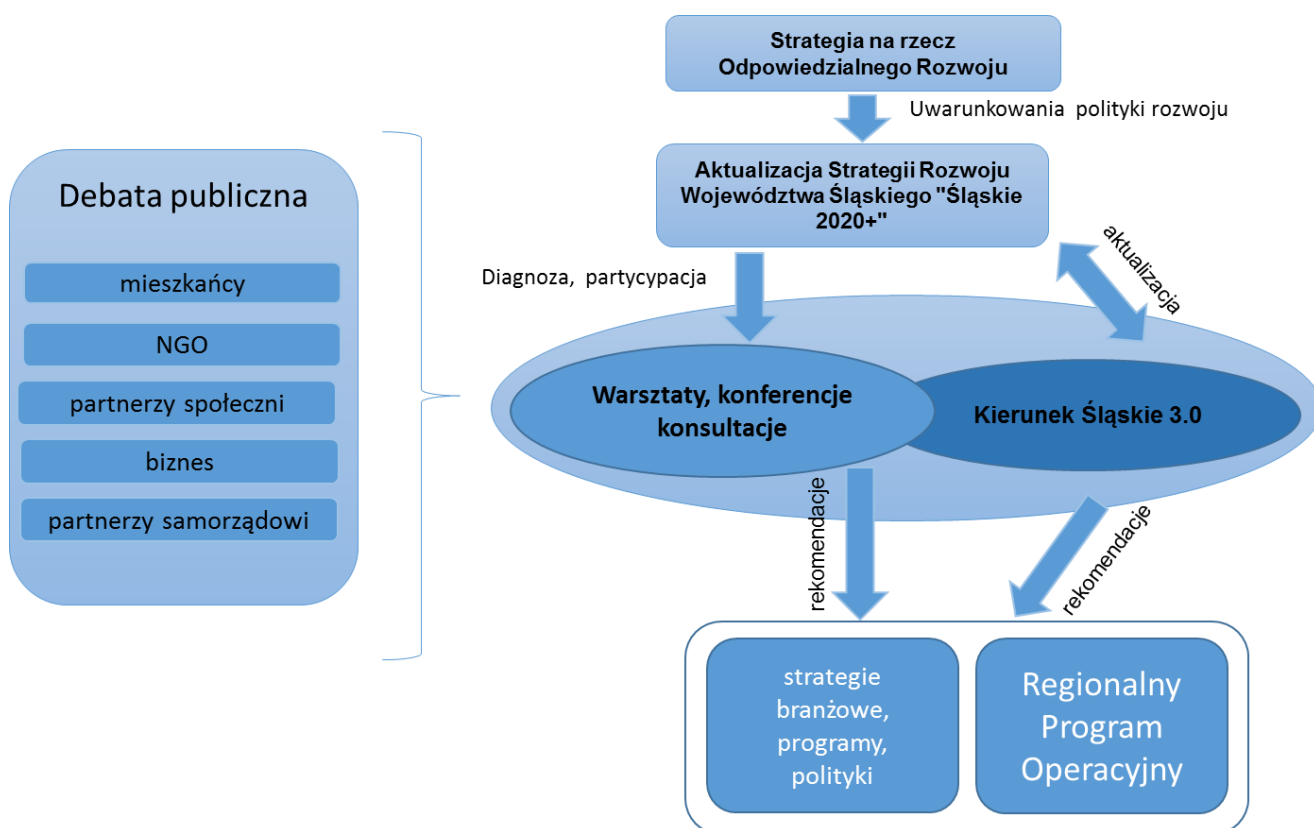 Strategia na rzecz
Odpowiedzialnego Rozwoju
Uwarunkowania polityki rozwoju
Aktualizacja Strategii Rozwoju
Województwa Śląskiego "Śląskie
2020+"
Debata publiczna
mieszkańcy
NGO
partnerzy społeczni
biznes
partnerzy samorządowi
Diagnoza, partycypacja
aktualizacja
Warsztaty, konferencje
konsultacje
Kierunek Śląskie 3.0
rekomendacje
rekomendacje
strategie
branżowe,
programy,
polityki
Regionalny
Program
Operacyjny